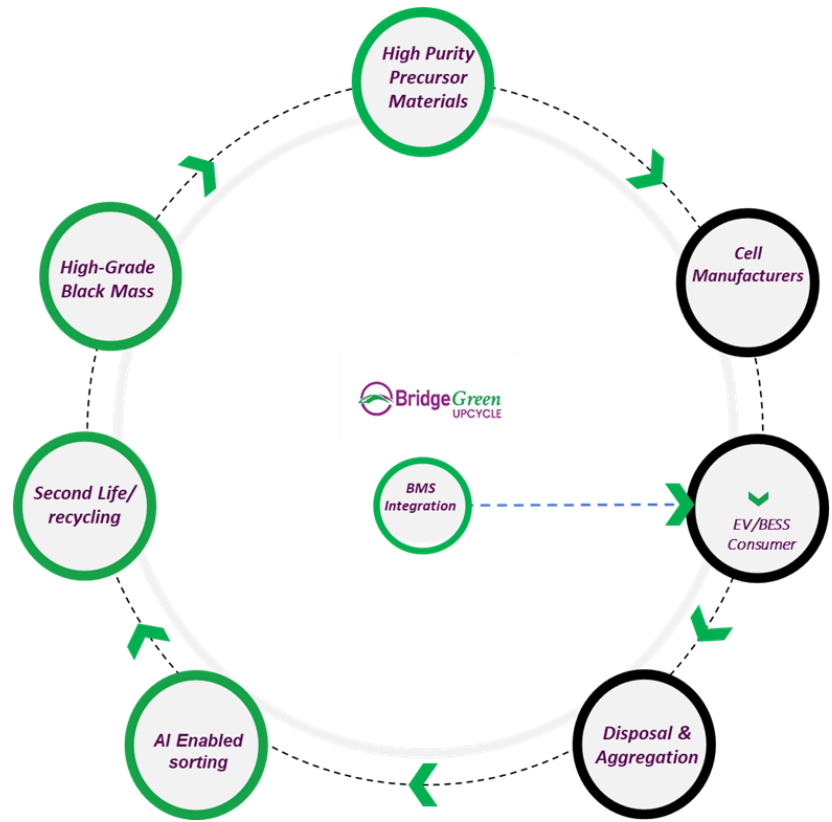 High Purity
Precursor
Materials
Cell
Manufacturers
High-Grade
Black Mass
BridgeGreen
UPCYCLE
BMS
Integration
Second Life/
recycling
EV/BESS
Consumer
AI Enabled
sorting
Disposal &
Aggregation